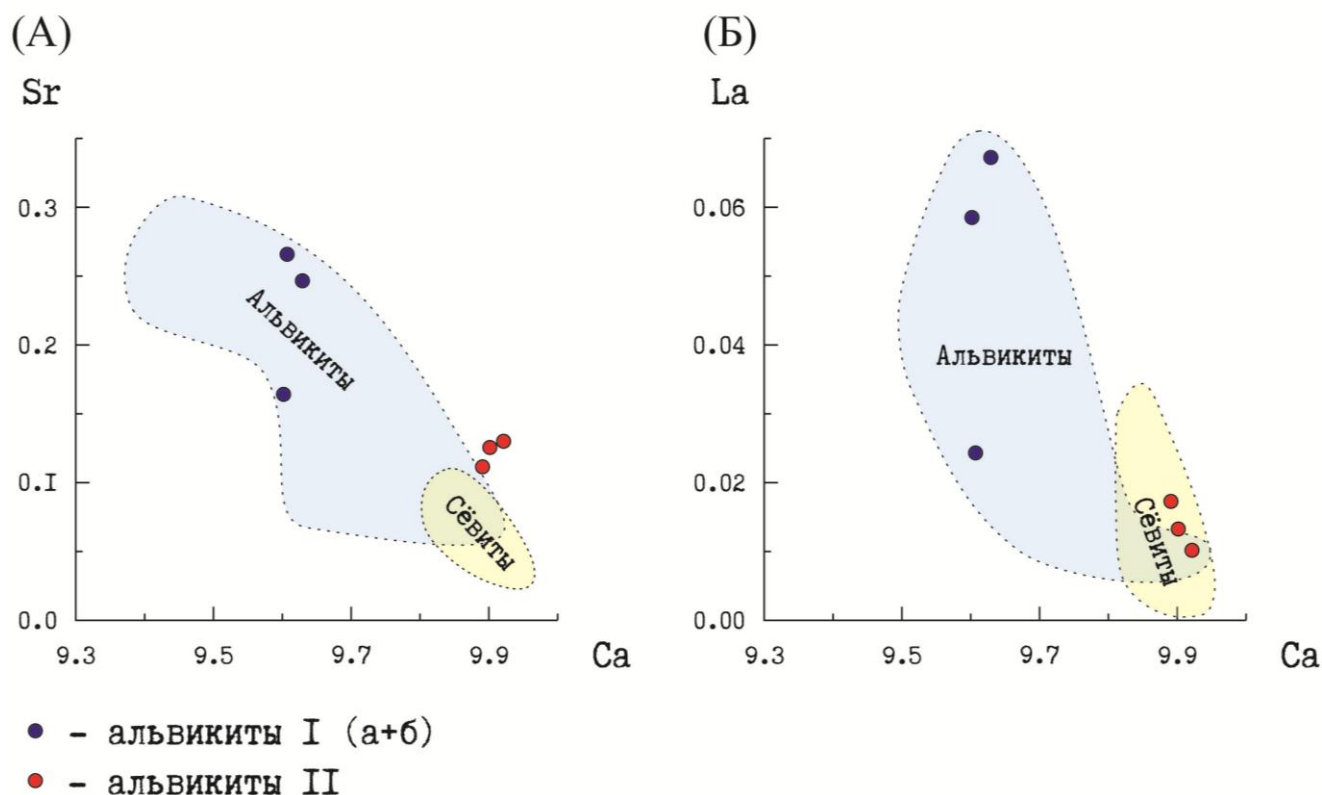 (А)
Sr
0.3
0.2
0.I
0.0
9.3
9.5
9.7
9.9
Ca
Альвикиты
Сёвиты
(Б)
La
0.06
0.04
0.02
0.00
9.3
9.5
9.7
9.9
Ca
Альвикиты
Сёвиты
– альвикиты I (а+б)
– альвикиты II